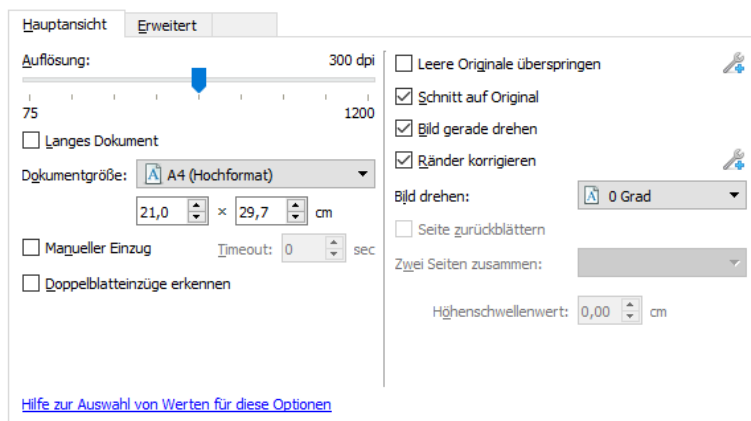 Hauptansicht
Erweitert
Auflösung:
300 dpi
75
1200
Langes Dokument
Dokumentgröße:
A4 (Hochformat)
21,0 × 29,7 cm
Manueller Einzug
Timeout: 0 sec
Doppelblatteinzüge erkennen
Hilfe zur Auswahl von Werten für diese Optionen
Leere Originale überspringen
Schnitt auf Original
Bild gerade drehen
Ränder korrigieren
Bild drehen:
0 Grad
Seite zurückblättern
Zwei Seiten zusammen:
Höhenschwellenwert: 0,00 cm